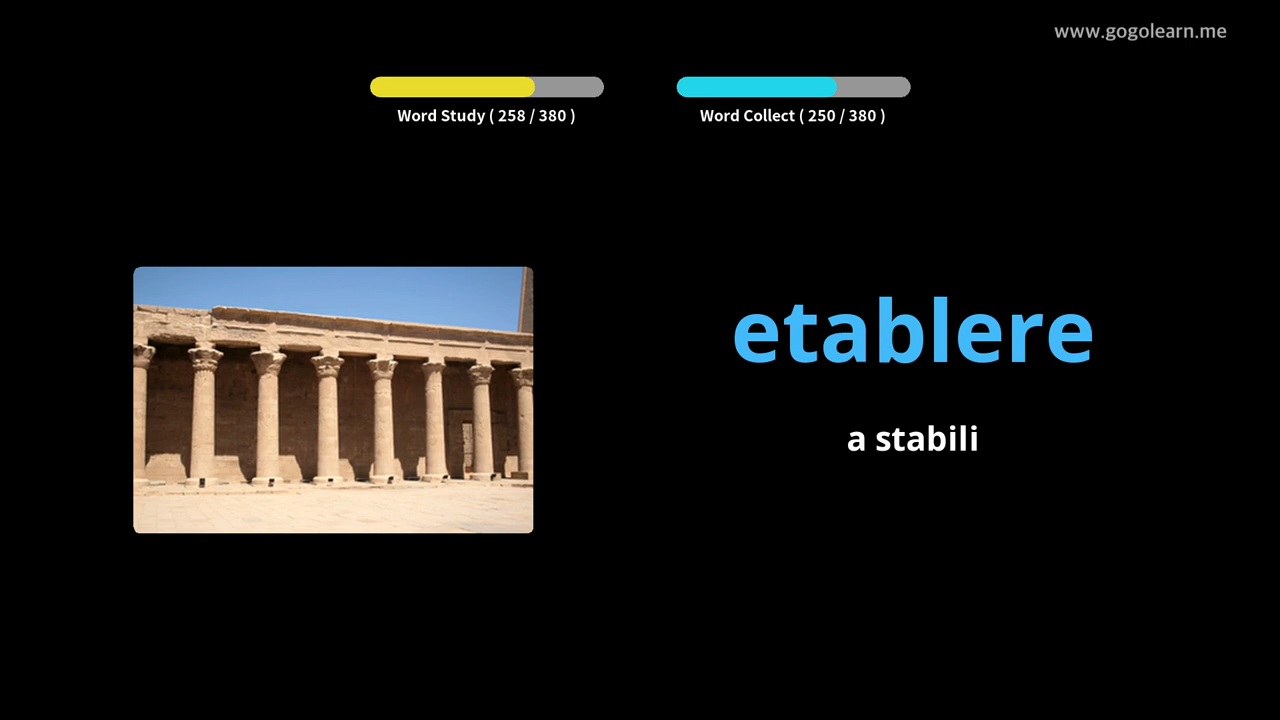 www.gogolearn.me
Word Study ( 258 / 380 )
Word Collect ( 250 / 380 )
etablere
a stabili